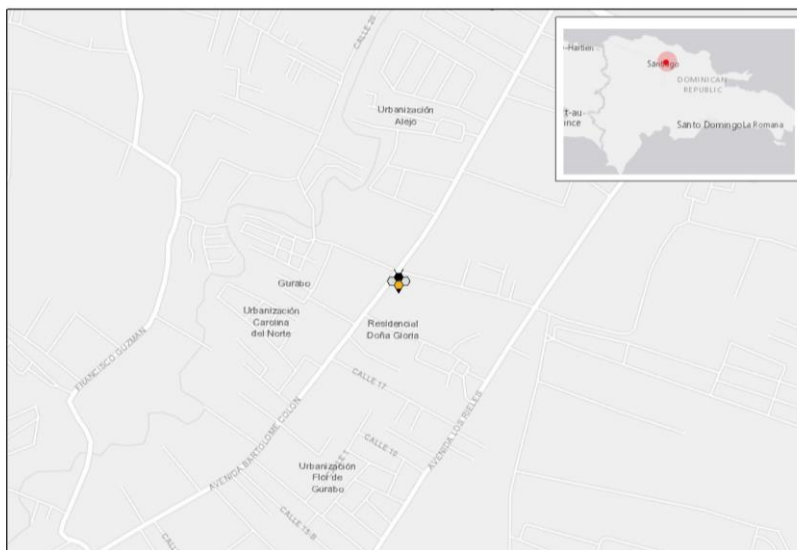 CALLE 20
Urbanización
Alejo
Gurabo
Urbanización
Carolina
del Norte
Residencial
Doña Gloria
FRANCISCO GUZMAN
CALLE 17
AVENIDA BARTOLOME COLON
AVENIDA LOS RIELES
CALLE 16
Urbanización
Flor de
Gurabo
CALLE 15-B
-Haitien
Santiago
DOMINICAN
REPUBLIC
t-au-
ince
Santo Domingo
La Romana